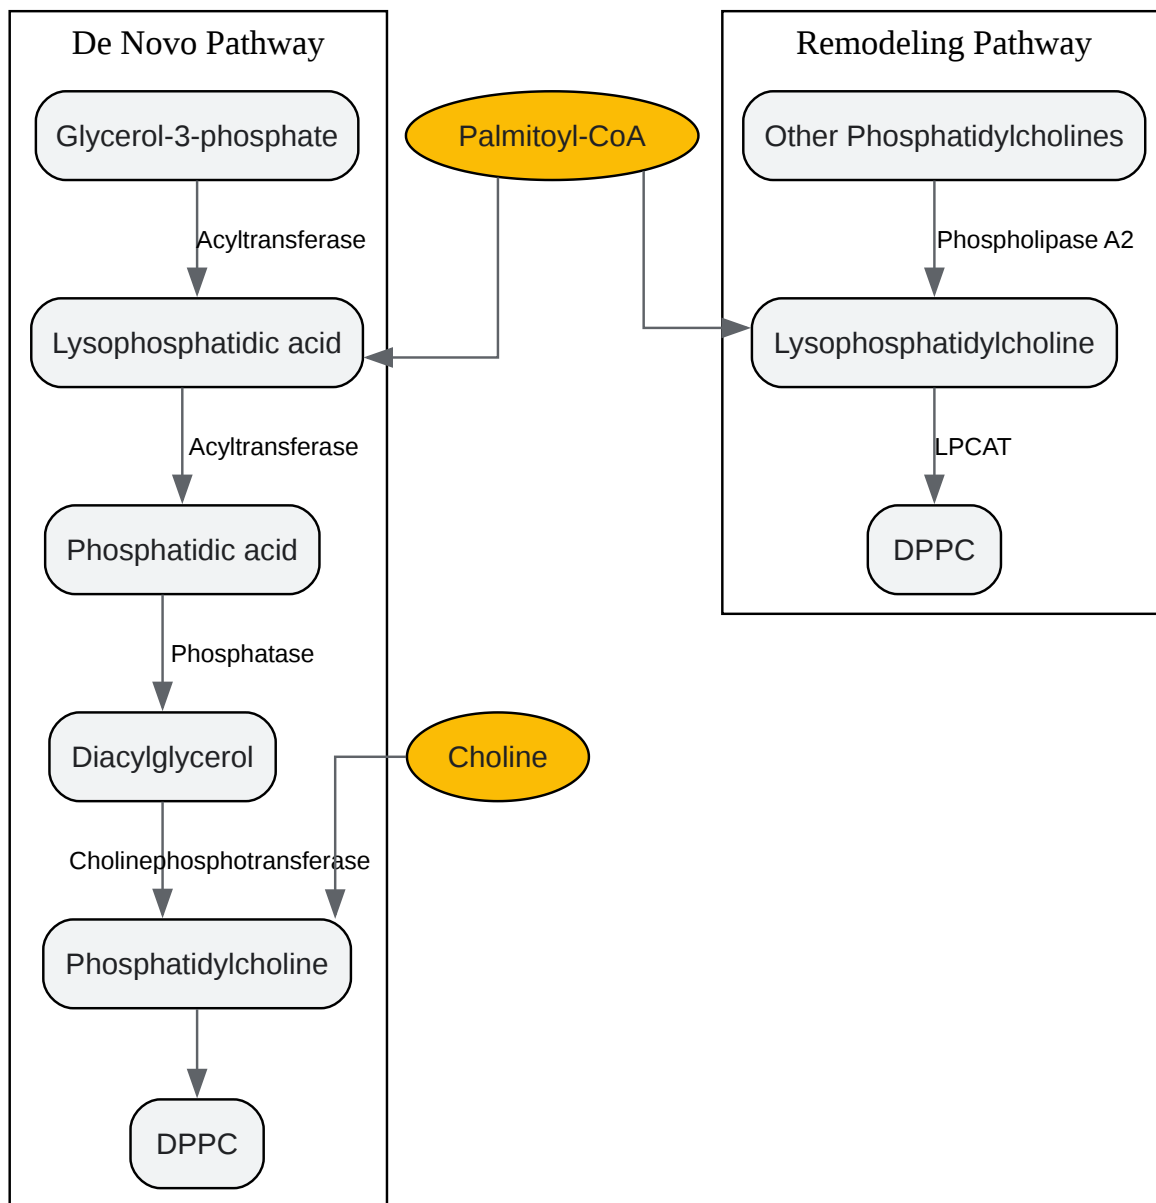 De Novo Pathway
Glycerol-3-phosphate
Acyltransferase
Lysophosphatidic acid
Acyltransferase
Phosphatidic acid
Phosphatase
Diacylglycerol
Cholinephosphotransferase
Phosphatidylcholine
DPPC
Palmitoyl-CoA
Choline
Remodeling Pathway
Other Phosphatidylcholines
Phospholipase A2
Lysophosphatidylcholine
LPCAT
DPPC